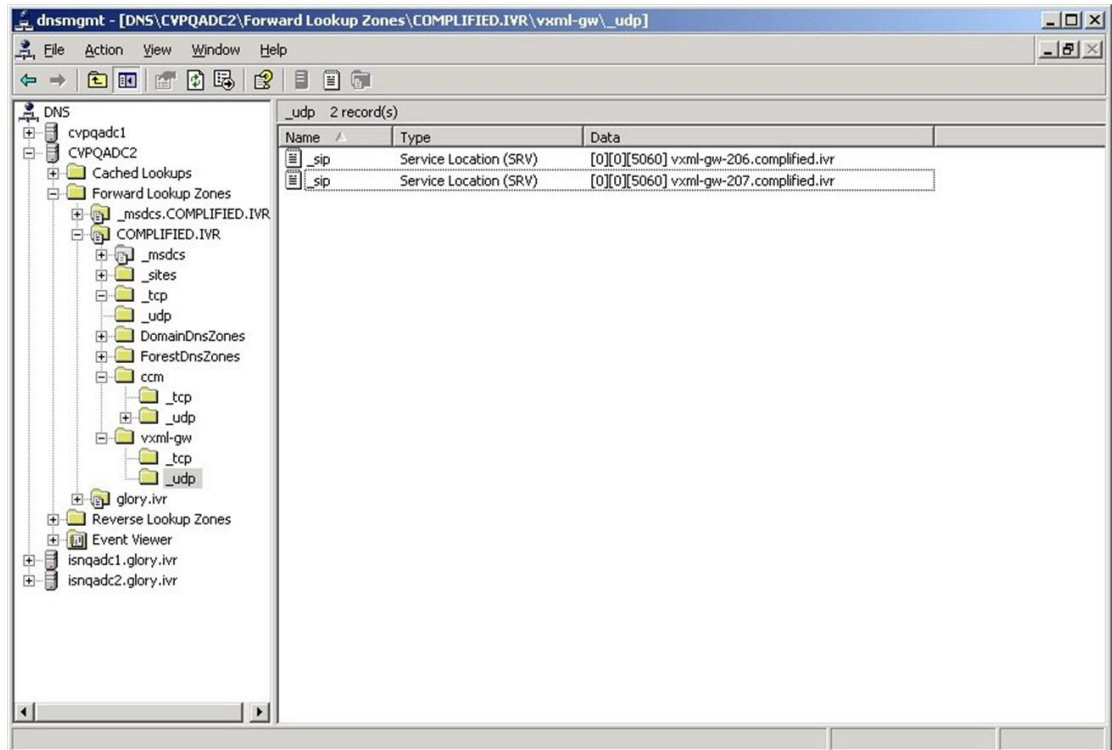 dnsmgmt - [DNS\CVPQADC2\Forward Lookup Zones\COMPLIFIED.IVR\vxml-gw\_udp]
File Action View Window Help
DNS
cvpqadc1
CVPQADC2
Cached Lookups
Forward Lookup Zones
_msdcs.COMPLIFIED.IVR
COMPLIFIED.IVR
_msdcs
_sites
_tcp
_udp
DomainDnsZones
ForestDnsZones
ccm
_tcp
_udp
vxml-gw
_tcp
_udp
glory.ivr
Reverse Lookup Zones
Event Viewer
isnqadc1.glory.ivr
isnqadc2.glory.ivr
_udp 2 record(s)
Name Type Data
_sip Service Location (SRV) [0][0][5060] vxml-gw-206.complified.ivr
_sip Service Location (SRV) [0][0][5060] vxml-gw-207.complified.ivr